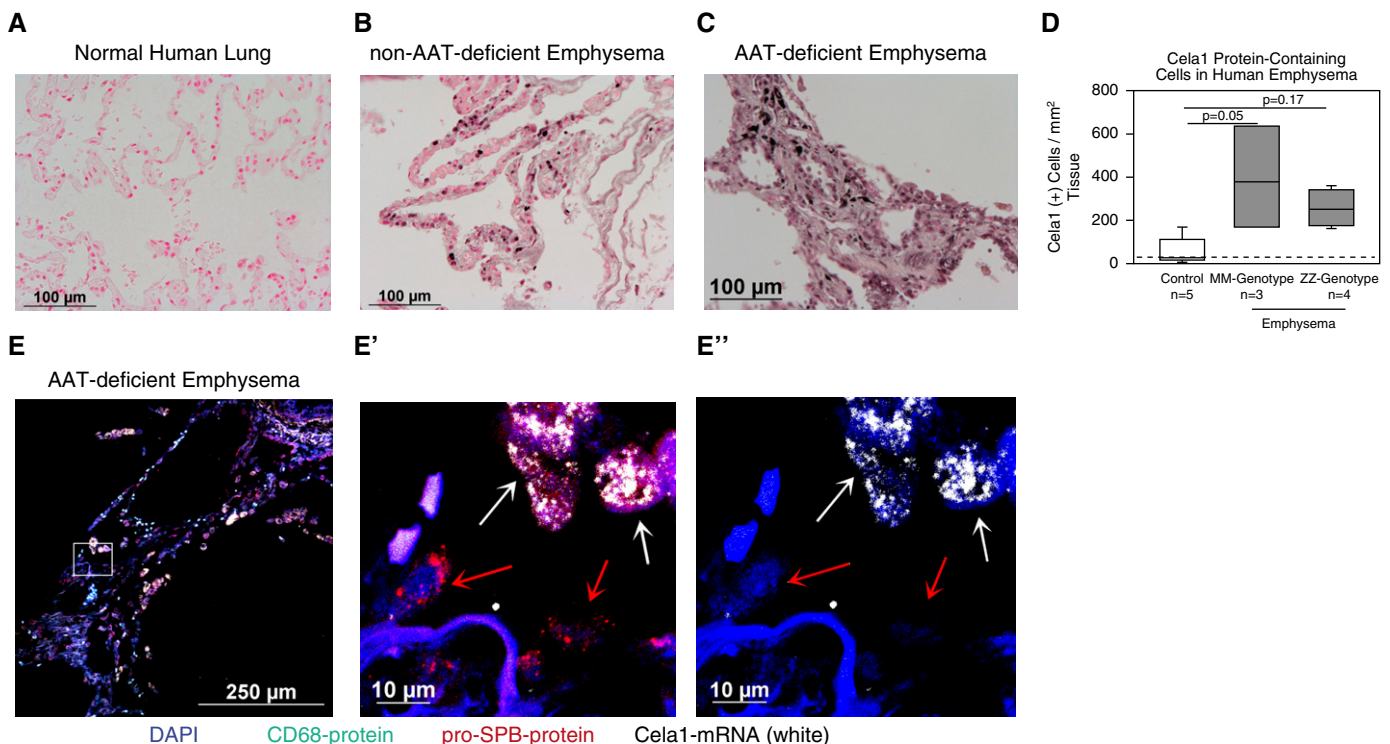 A
Normal Human Lung
100 µm
B
non-AAT-deficient Emphysema
100 µm
C
AAT-deficient Emphysema
100 µm
D
Cela1 Protein-Containing
Cells in Human Emphysema
Cela1 (+) Cells / mm²
Tissue
800
600
400
200
0
p=0.17
p=0.05
Control
n=5
MM-Genotype
n=3
ZZ-Genotype
n=4
Emphysema
E
AAT-deficient Emphysema
250 µm
E'
10 µm
E''
10 µm
DAPI CD68-protein pro-SPB-protein Cela1-mRNA (white)